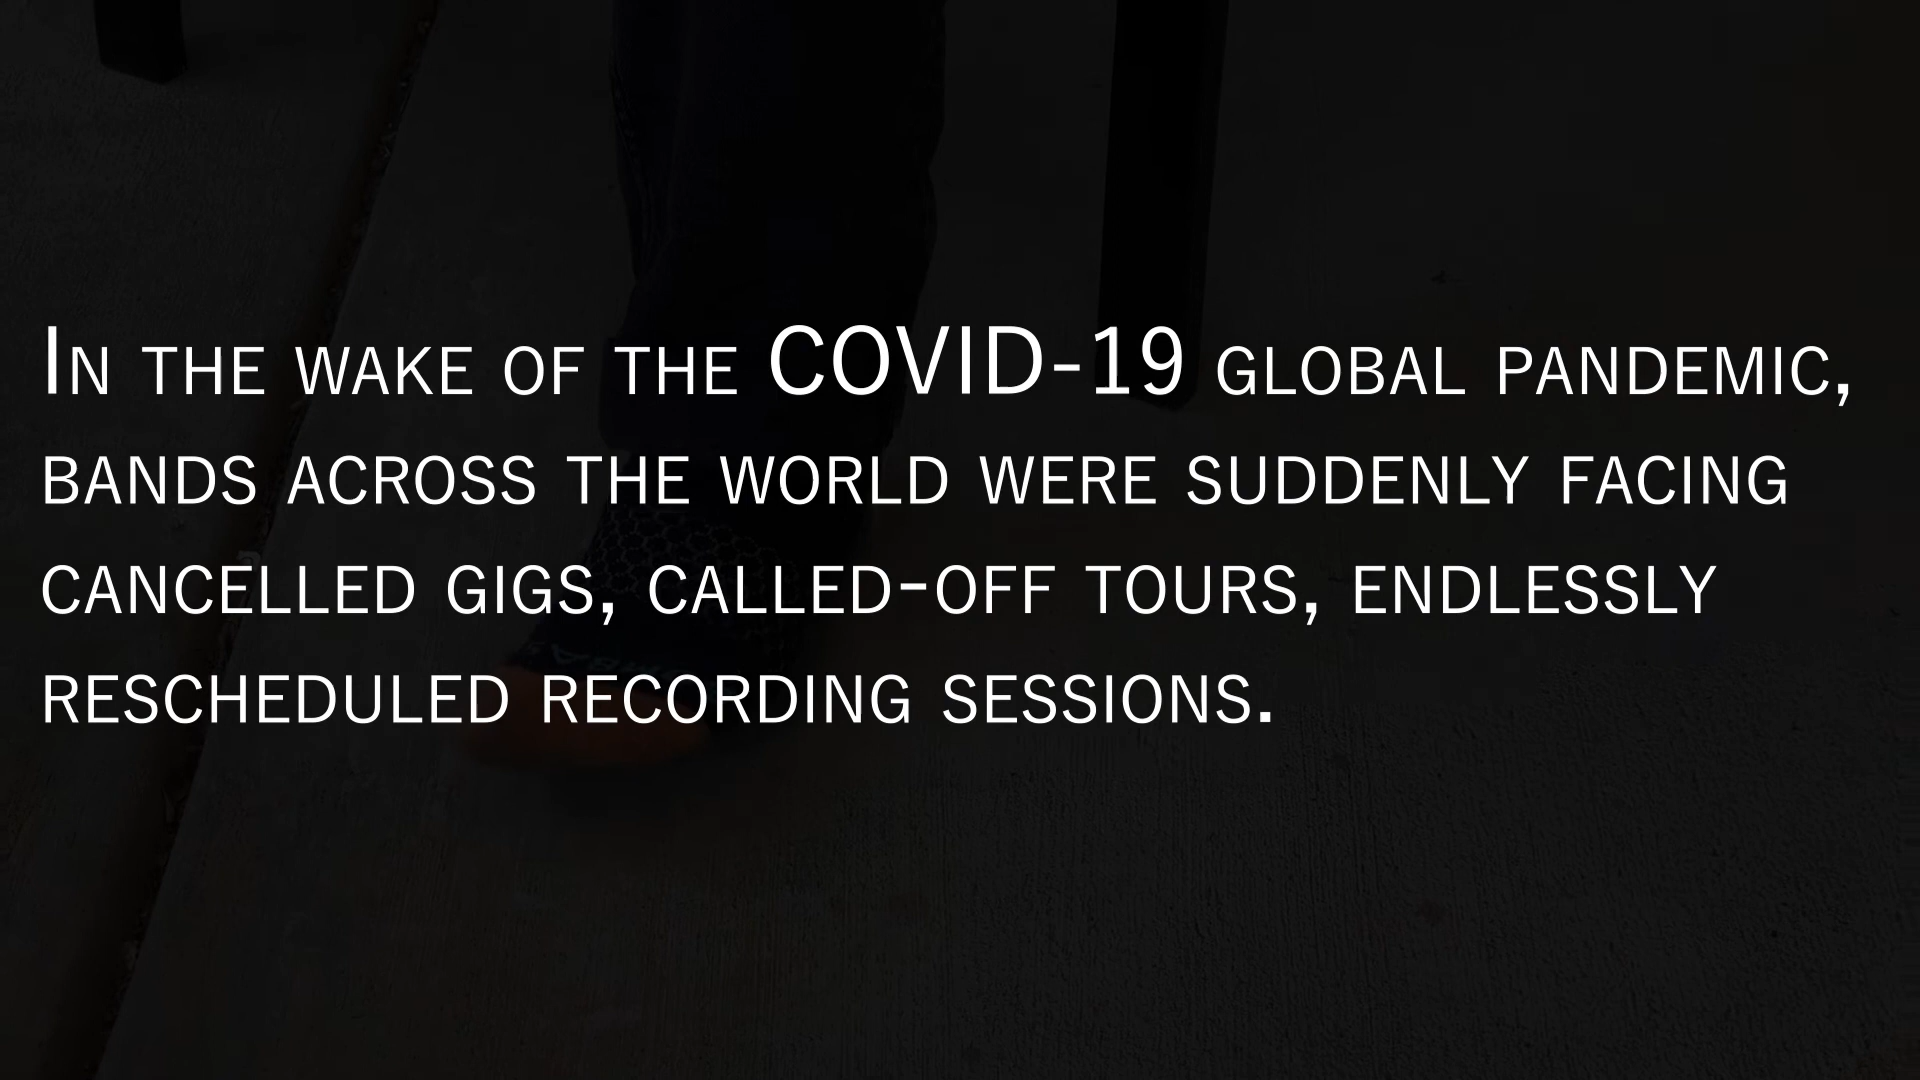 In the wake of the COVID-19 global pandemic,
bands across the world were suddenly facing
cancelled gigs, called-off tours, endlessly
rescheduled recording sessions.